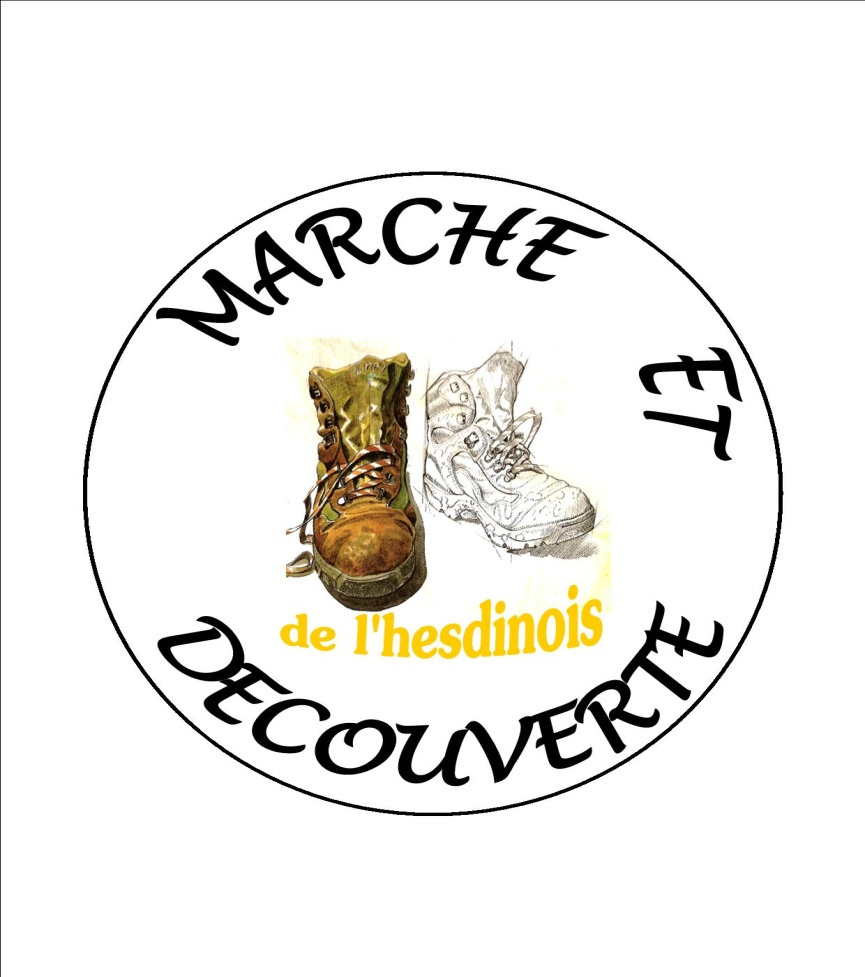 MARCHE
ET
DECOUVERTE
de l'hesdinois